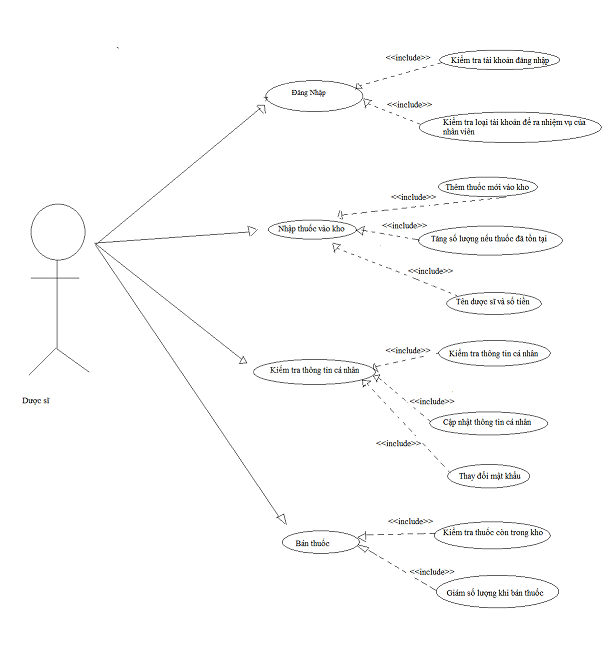 <<include>>
Kiểm tra tài khoản đăng nhập
Đăng Nhập
<<include>>
Kiểm tra loại tài khoản để ra nhiệm vụ của
nhân viên
Thêm thuốc mới vào kho
<<include>>
Nhập thuốc vào kho
<<include>>
Tăng số lượng nếu thuốc đã tồn tại
<<include>>
Tên dược sĩ và số tiền
<<include>>
Kiểm tra thông tin cá nhân
Kiểm tra thông tin cá nhân
<<include>>
Cập nhật thông tin cá nhân
<<include>>
Thay đổi mật khẩu
Dược sĩ
<<include>>
Kiểm tra thuốc còn trong kho
Bán thuốc
<<include>>
Giảm số lượng khi bán thuốc